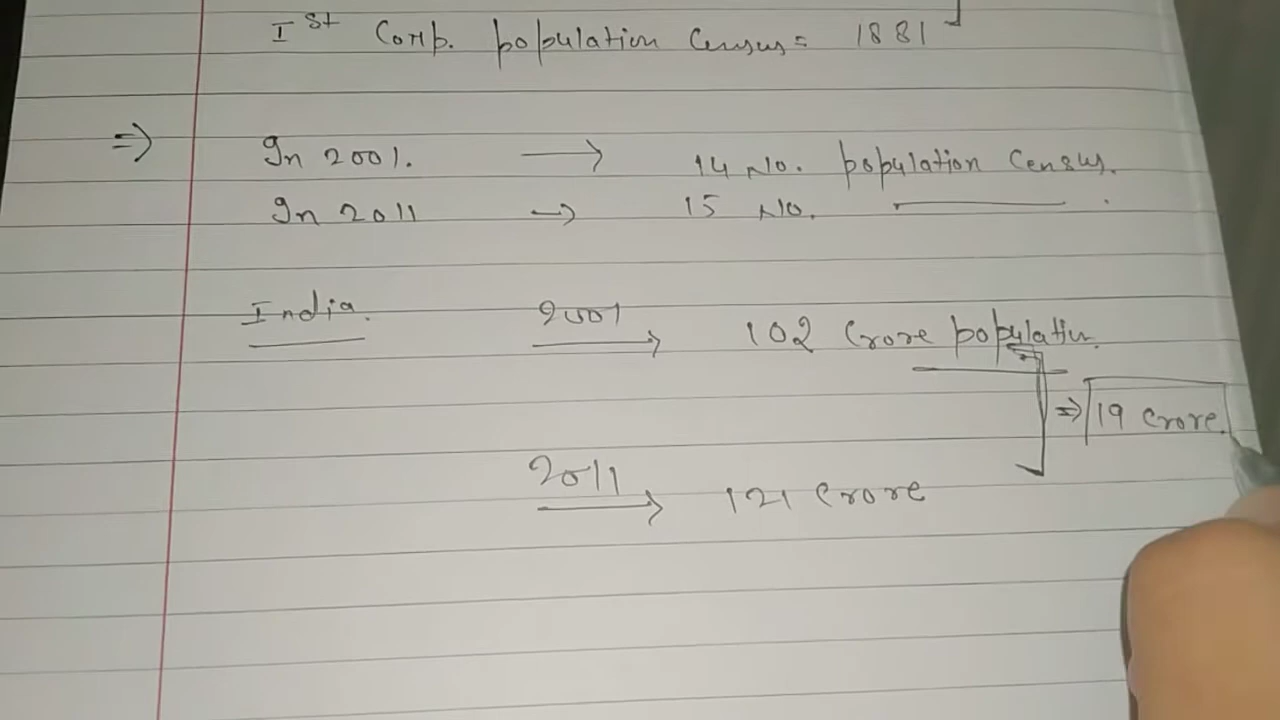 Ist Comp. population Census = 1881
⇒ In 2001. → 14 No. population Census.
In 2011 → 15 No. ———— .
India. 2001 → 102 Crore population.
⇒ 19 Crore.
2011 → 121 Crore